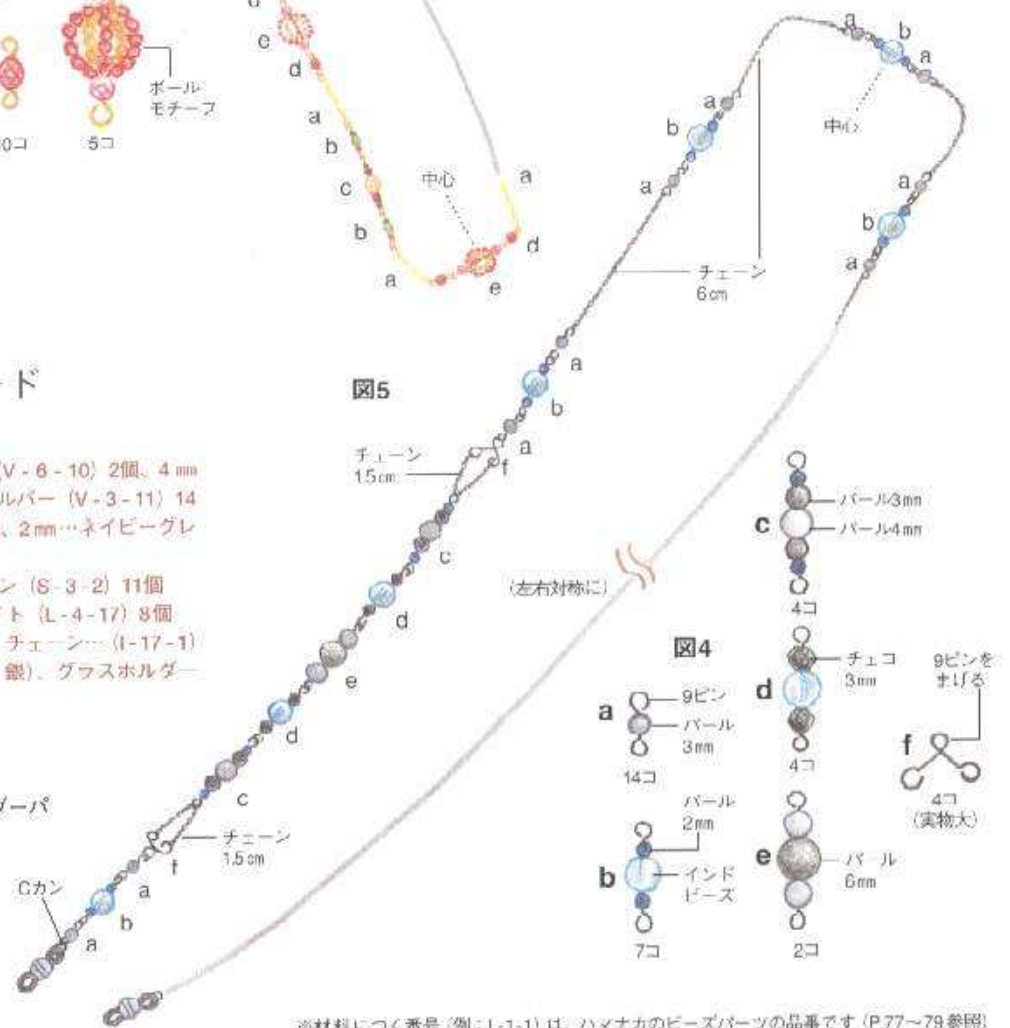 d
e
d
a
b
c
b
a
中心
a
d
e
ボール
モチーフ
0コ
5コ
a
b
a
中心
a
b
a
a
b
a
チェーン
6cm
a
b
a
ド
図5
チェーン
1.5cm
f
c
d
e
d
c
チェーン
1.5cm
f
a
b
a
Cカン
(左右対称に)
(V-6-10) 2個、4mm
ルバー (V-3-11) 14
、2mm…ネイビーグレ
ン (S-3-2) 11個
ト (L-4-17) 8個
チェーン…(I-17-1)
銀)、グラスホルダー
ダーパ
図4
a
9ピン
パール
3mm
14コ
b
パール
2mm
インド
ビーズ
7コ
c
パール3mm
パール4mm
4コ
d
チェコ
3mm
4コ
e
パール
6mm
2コ
9ピンを
まげる
f
4コ
(実物大)
※材料につく番号(例:L-1-1)は、ハマナカのビーズパーツの品番です(P.77〜79参照)